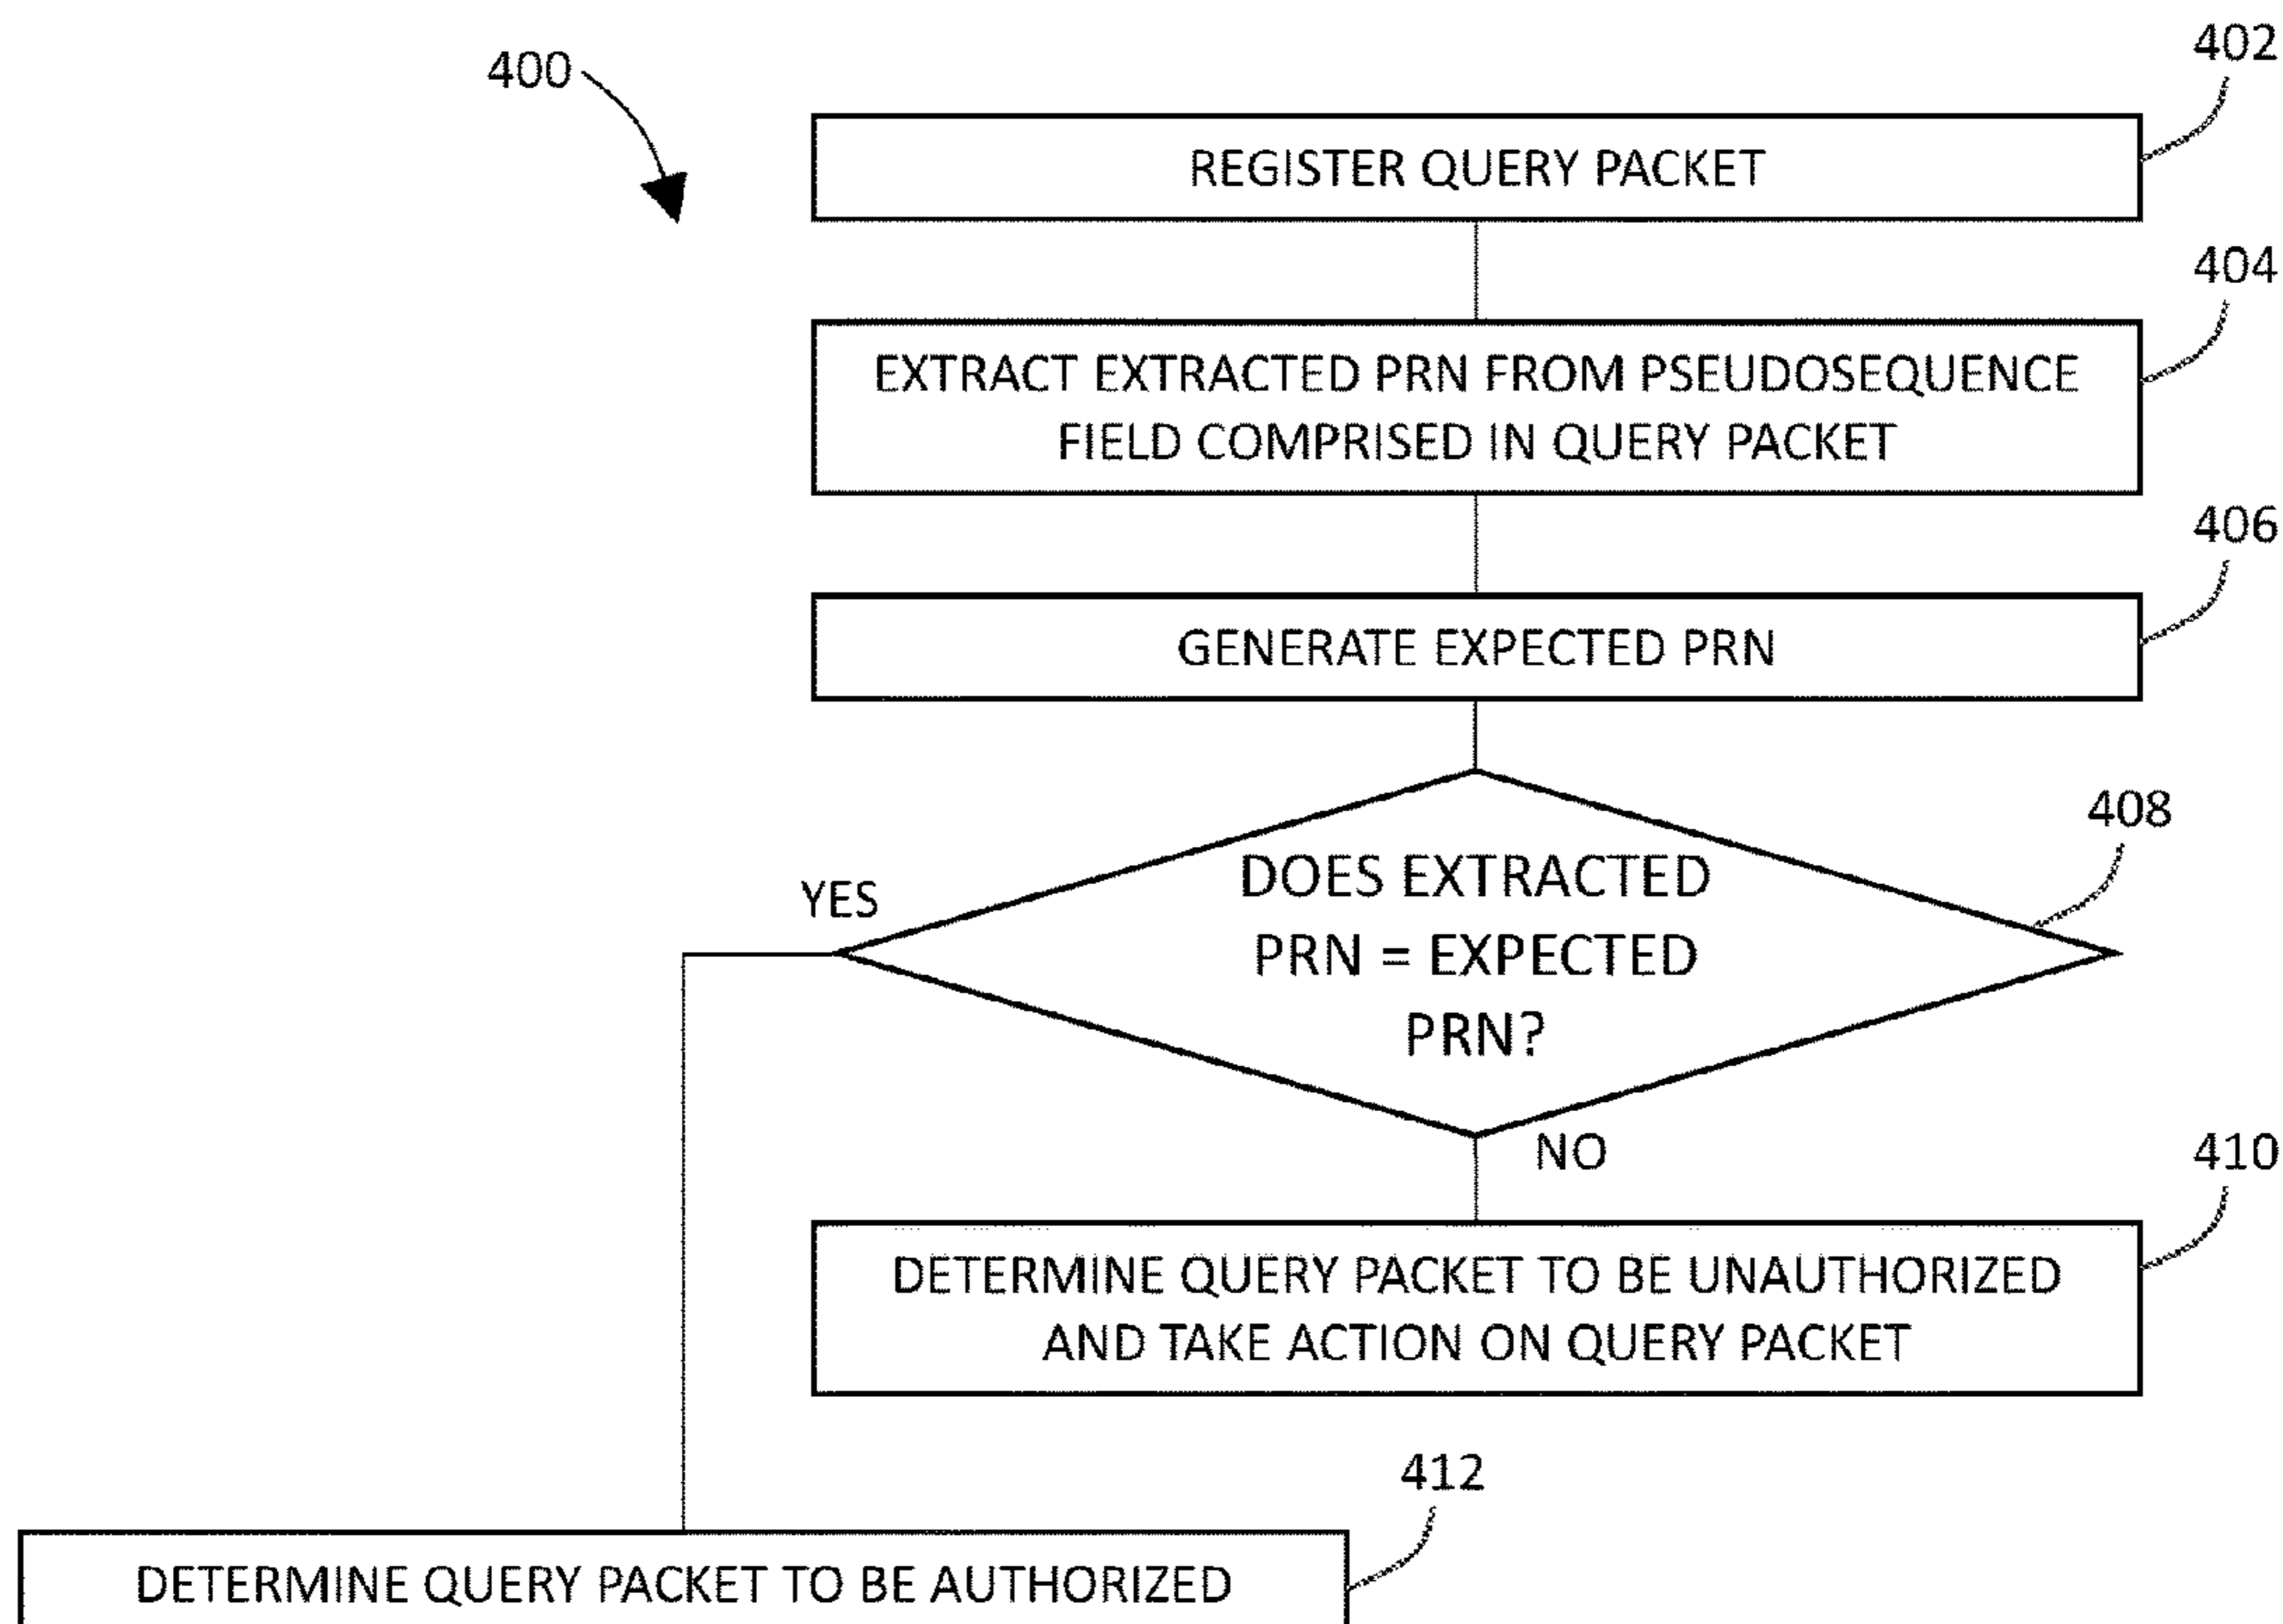 400
402
REGISTER QUERY PACKET
404
EXTRACT EXTRACTED PRN FROM PSEUDOSEQUENCE
FIELD COMPRISED IN QUERY PACKET
406
GENERATE EXPECTED PRN
408
DOES EXTRACTED
PRN = EXPECTED
PRN?
YES
NO
410
DETERMINE QUERY PACKET TO BE UNAUTHORIZED
AND TAKE ACTION ON QUERY PACKET
412
DETERMINE QUERY PACKET TO BE AUTHORIZED